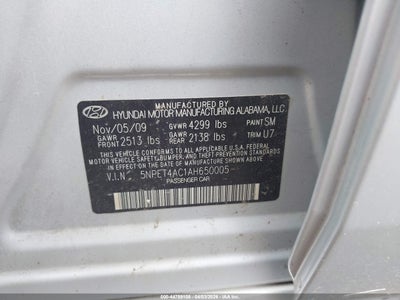 MANUFACTURED BY
HYUNDAI MOTOR MANUFACTURING ALABAMA, LLC.
Nov/05/09 GVWR 4299 lbs PAINT SM
GAWR FRONT 2513 lbs GAWR REAR 2138 lbs TRIM U7
THIS VEHICLE CONFORMS TO ALL APPLICABLE U.S.A. FEDERAL
MOTOR VEHICLE SAFETY,BUMPER,AND THEFT PREVENTION STANDARDS
IN EFFECT ON THE DATE OF MANUFACTURE SHOWN ABOVE.
V.I.N 5NPET4AC1AH650005
PASSENGER CAR